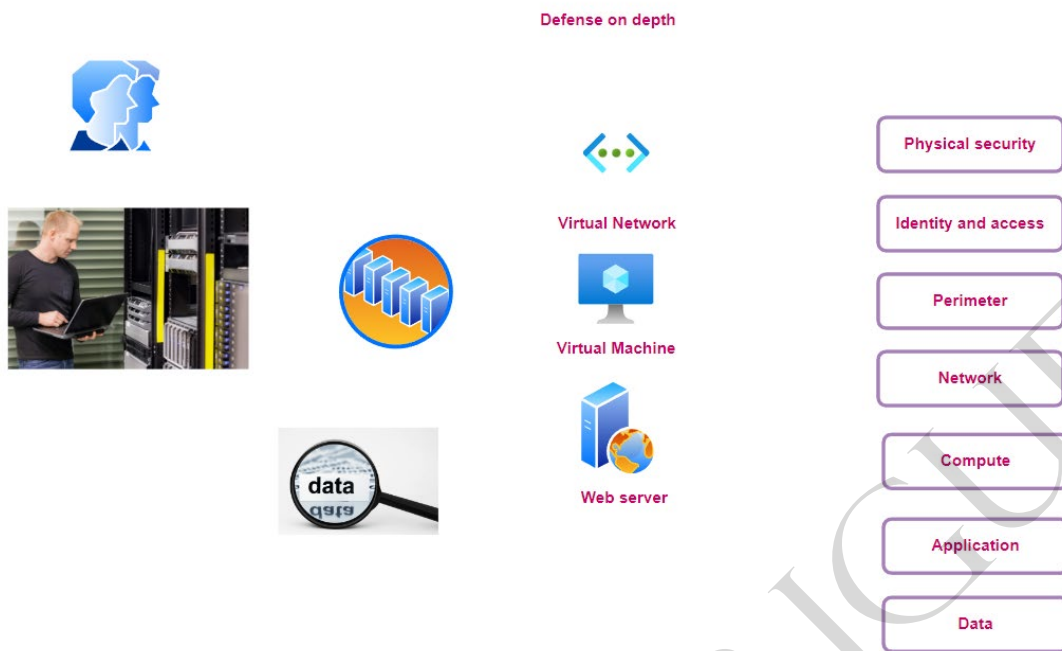 Defense on depth
Physical security
Virtual Network
Identity and access
Perimeter
Virtual Machine
Network
data
data
Compute
Web server
Application
Data